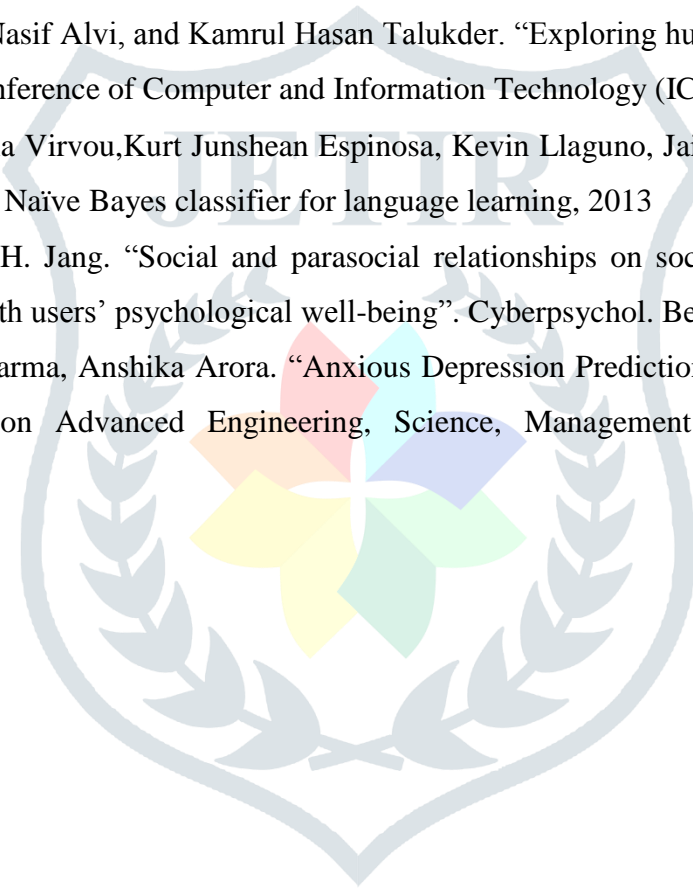 Nasif Alvi, and Kamrul Hasan Talukder. “Exploring hu
nference of Computer and Information Technology (IC
a Virvou,Kurt Junshean Espinosa, Kevin Llaguno, Jai
Naïve Bayes classifier for language learning, 2013
H. Jang. “Social and parasocial relationships on soc
th users’ psychological well-being”. Cyberpsychol. Be
arma, Anshika Arora. “Anxious Depression Prediction
on Advanced Engineering, Science, Management
JETIR